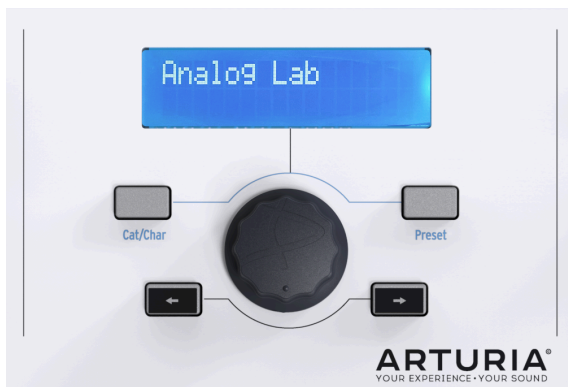 Analog Lab
Cat/Char
Preset
← →
ARTURIA®
YOUR EXPERIENCE • YOUR SOUND